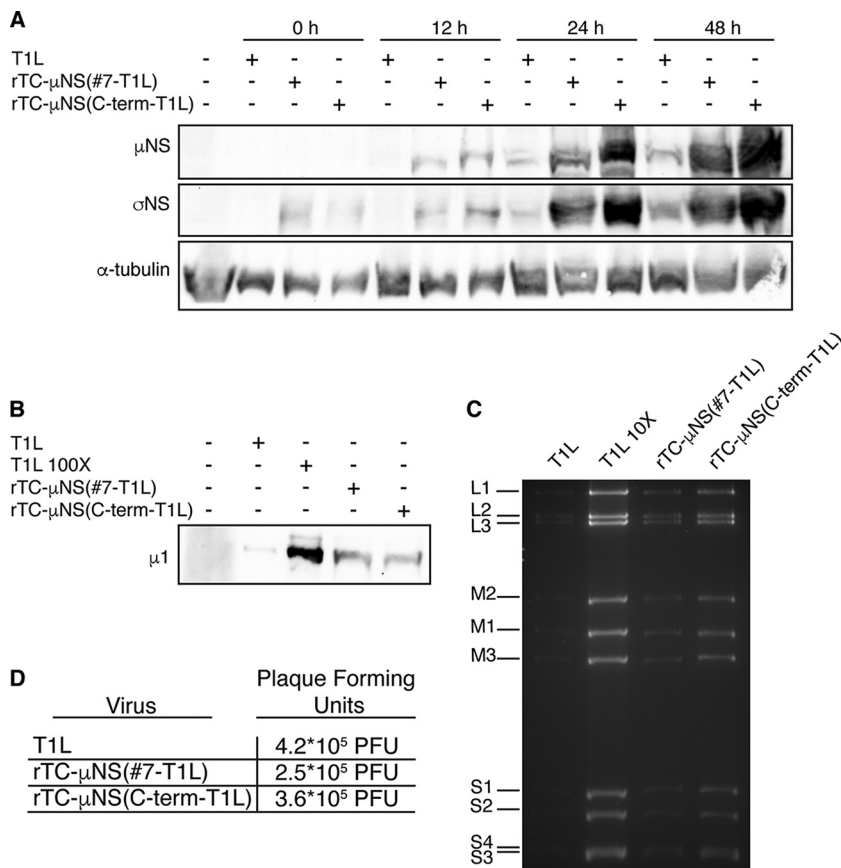 A
0 h 12 h 24 h 48 h
T1L - + - - + - - + - - + - -
rTC-μNS(#7-T1L) - - + - - + - - + - - + -
rTC-μNS(C-term-T1L) - - - + - - + - - + - - +
μNS
σNS
α-tubulin
B
T1L - + - - -
T1L 100X - - + - -
rTC-μNS(#7-T1L) - - - + -
rTC-μNS(C-term-T1L) - - - - +
μ1
C
T1L
T1L 10X
rTC-μNS(#7-T1L)
rTC-μNS(C-term-T1L)
L1
L2
L3
M2
M1
M3
S1
S2
S4
S3
D
Virus Plaque Forming Units
T1L 4.2*10⁵ PFU
rTC-μNS(#7-T1L) 2.5*10⁵ PFU
rTC-μNS(C-term-T1L) 3.6*10⁵ PFU